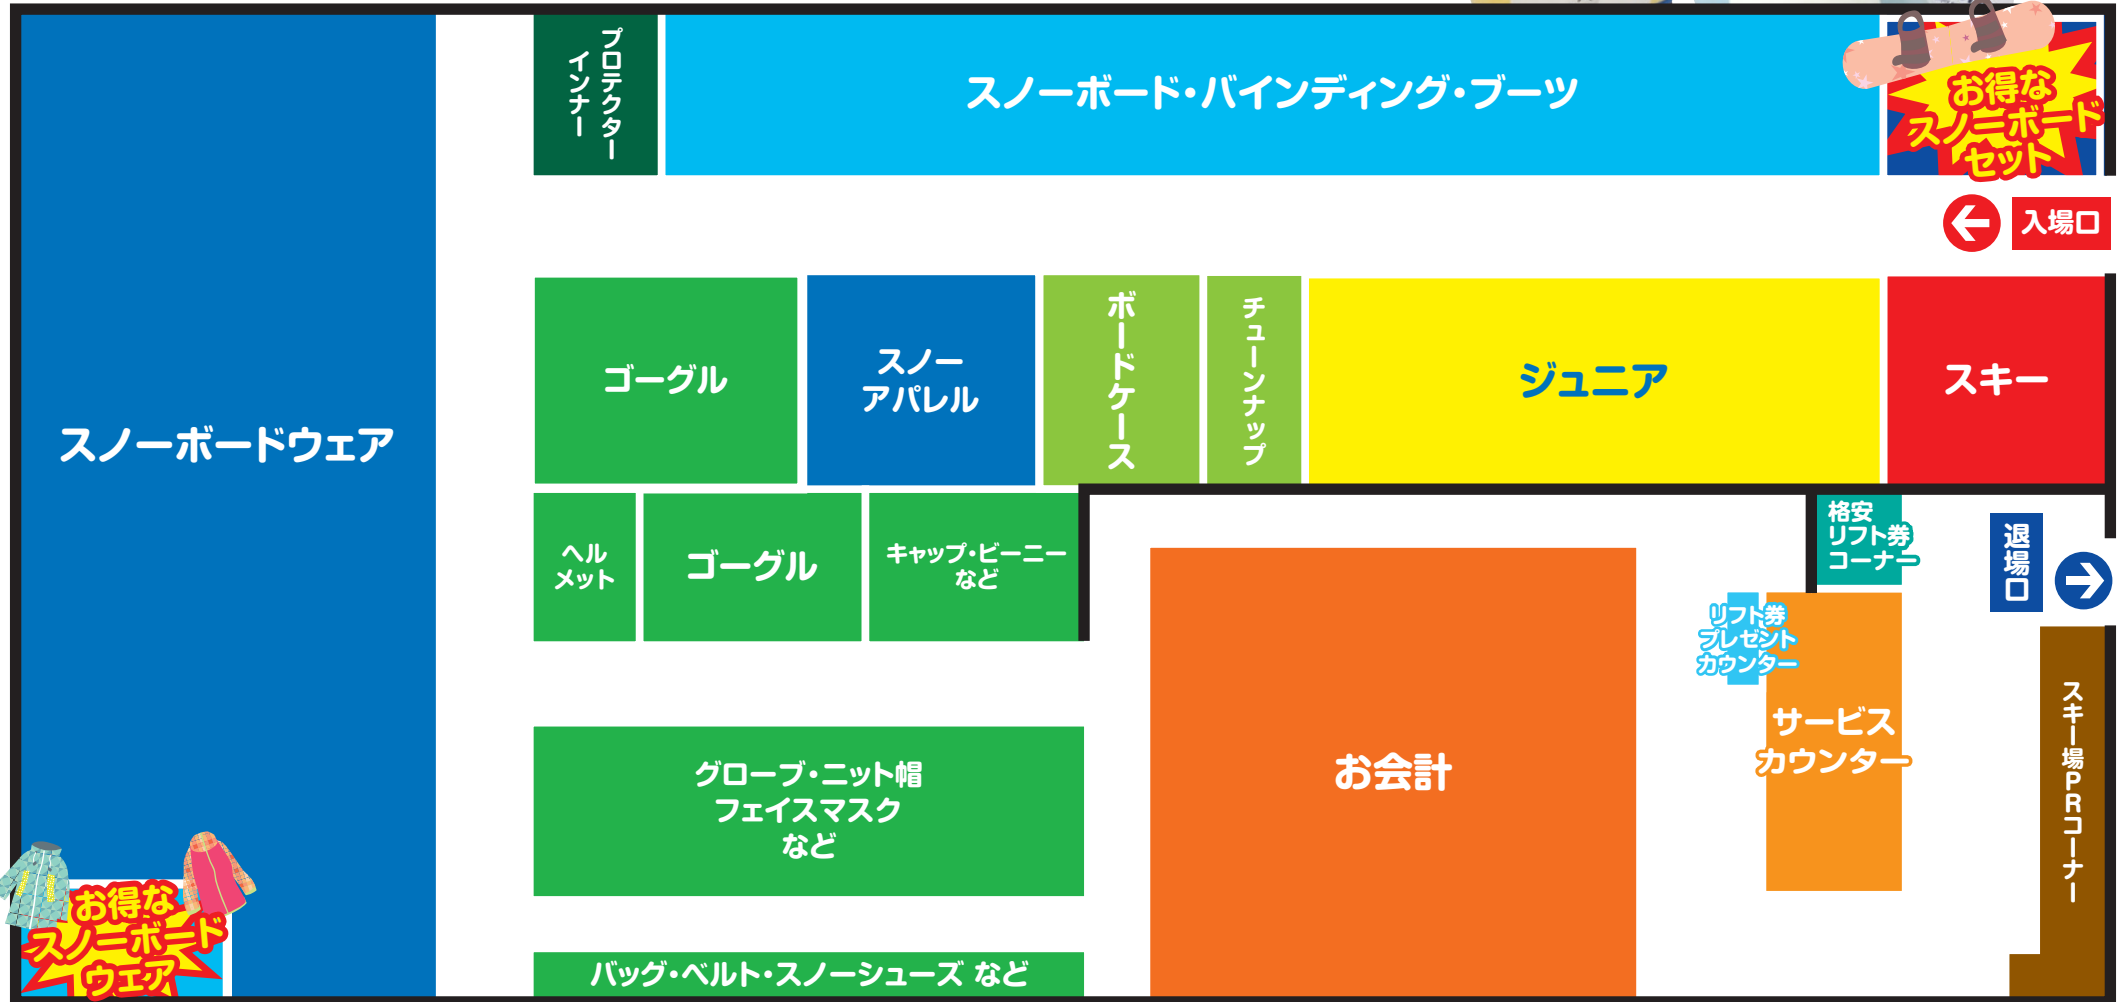 プロテクター
インナー
スノーボード・バインディング・ブーツ
お得な
スノーボード
セット
入場口
スノーボードウェア
ゴーグル
スノー
アパレル
ボードケース
チューンナップ
ジュニア
スキー
ヘル
メット
ゴーグル
キャップ・ビーニー
など
格安
リフト券
コーナー
退場口
リフト券
プレゼント
カウンター
サービス
カウンター
お会計
スキー場PRコーナー
グローブ・ニット帽
フェイスマスク
など
お得な
スノーボード
ウェア
バッグ・ベルト・スノーシューズ など